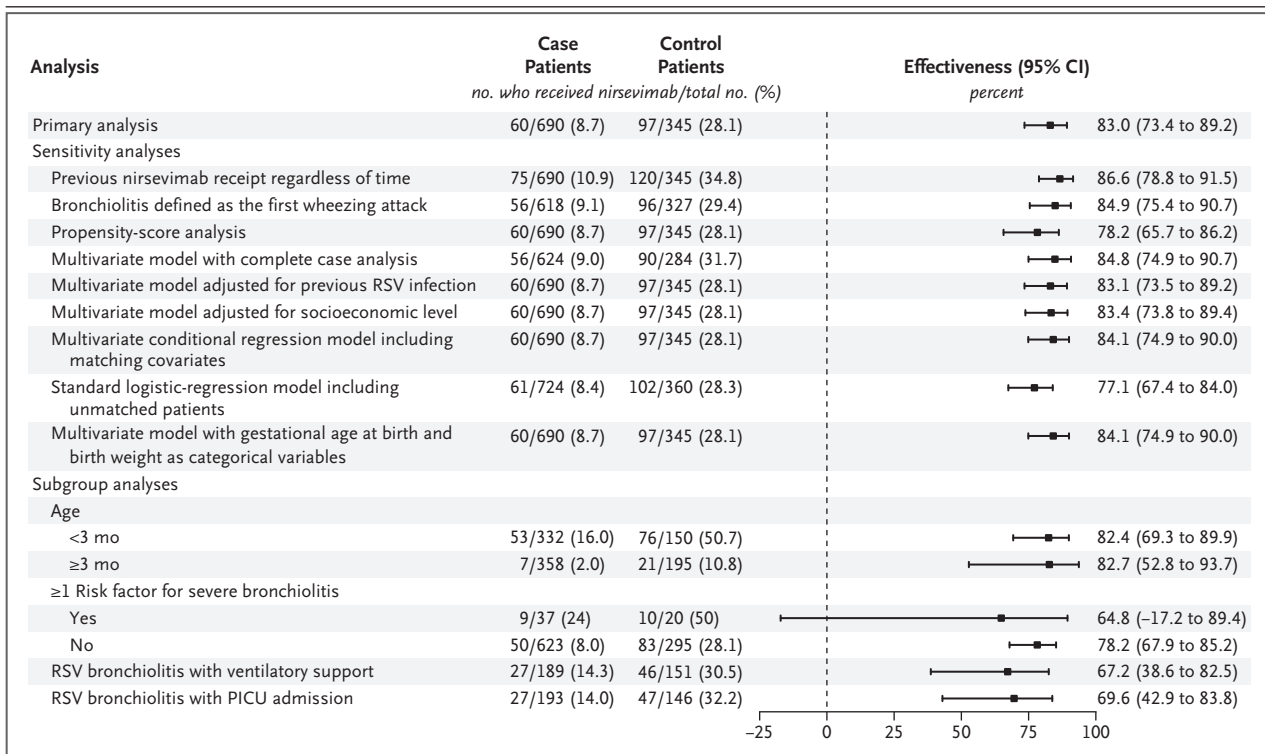 Analysis Case Patients Control Patients Effectiveness (95% CI)
no. who received nirsevimab/total no. (%) percent
Primary analysis 60/690 (8.7) 97/345 (28.1) 83.0 (73.4 to 89.2)
Sensitivity analyses
Previous nirsevimab receipt regardless of time 75/690 (10.9) 120/345 (34.8) 86.6 (78.8 to 91.5)
Bronchiolitis defined as the first wheezing attack 56/618 (9.1) 96/327 (29.4) 84.9 (75.4 to 90.7)
Propensity-score analysis 60/690 (8.7) 97/345 (28.1) 78.2 (65.7 to 86.2)
Multivariate model with complete case analysis 56/624 (9.0) 90/284 (31.7) 84.8 (74.9 to 90.7)
Multivariate model adjusted for previous RSV infection 60/690 (8.7) 97/345 (28.1) 83.1 (73.5 to 89.2)
Multivariate model adjusted for socioeconomic level 60/690 (8.7) 97/345 (28.1) 83.4 (73.8 to 89.4)
Multivariate conditional regression model including 60/690 (8.7) 97/345 (28.1) 84.1 (74.9 to 90.0)
matching covariates
Standard logistic-regression model including 61/724 (8.4) 102/360 (28.3) 77.1 (67.4 to 84.0)
unmatched patients
Multivariate model with gestational age at birth and 60/690 (8.7) 97/345 (28.1) 84.1 (74.9 to 90.0)
birth weight as categorical variables
Subgroup analyses
Age
<3 mo 53/332 (16.0) 76/150 (50.7) 82.4 (69.3 to 89.9)
≥3 mo 7/358 (2.0) 21/195 (10.8) 82.7 (52.8 to 93.7)
≥1 Risk factor for severe bronchiolitis
Yes 9/37 (24) 10/20 (50) 64.8 (−17.2 to 89.4)
No 50/623 (8.0) 83/295 (28.1) 78.2 (67.9 to 85.2)
RSV bronchiolitis with ventilatory support 27/189 (14.3) 46/151 (30.5) 67.2 (38.6 to 82.5)
RSV bronchiolitis with PICU admission 27/193 (14.0) 47/146 (32.2) 69.6 (42.9 to 83.8)
−25 0 25 50 75 100